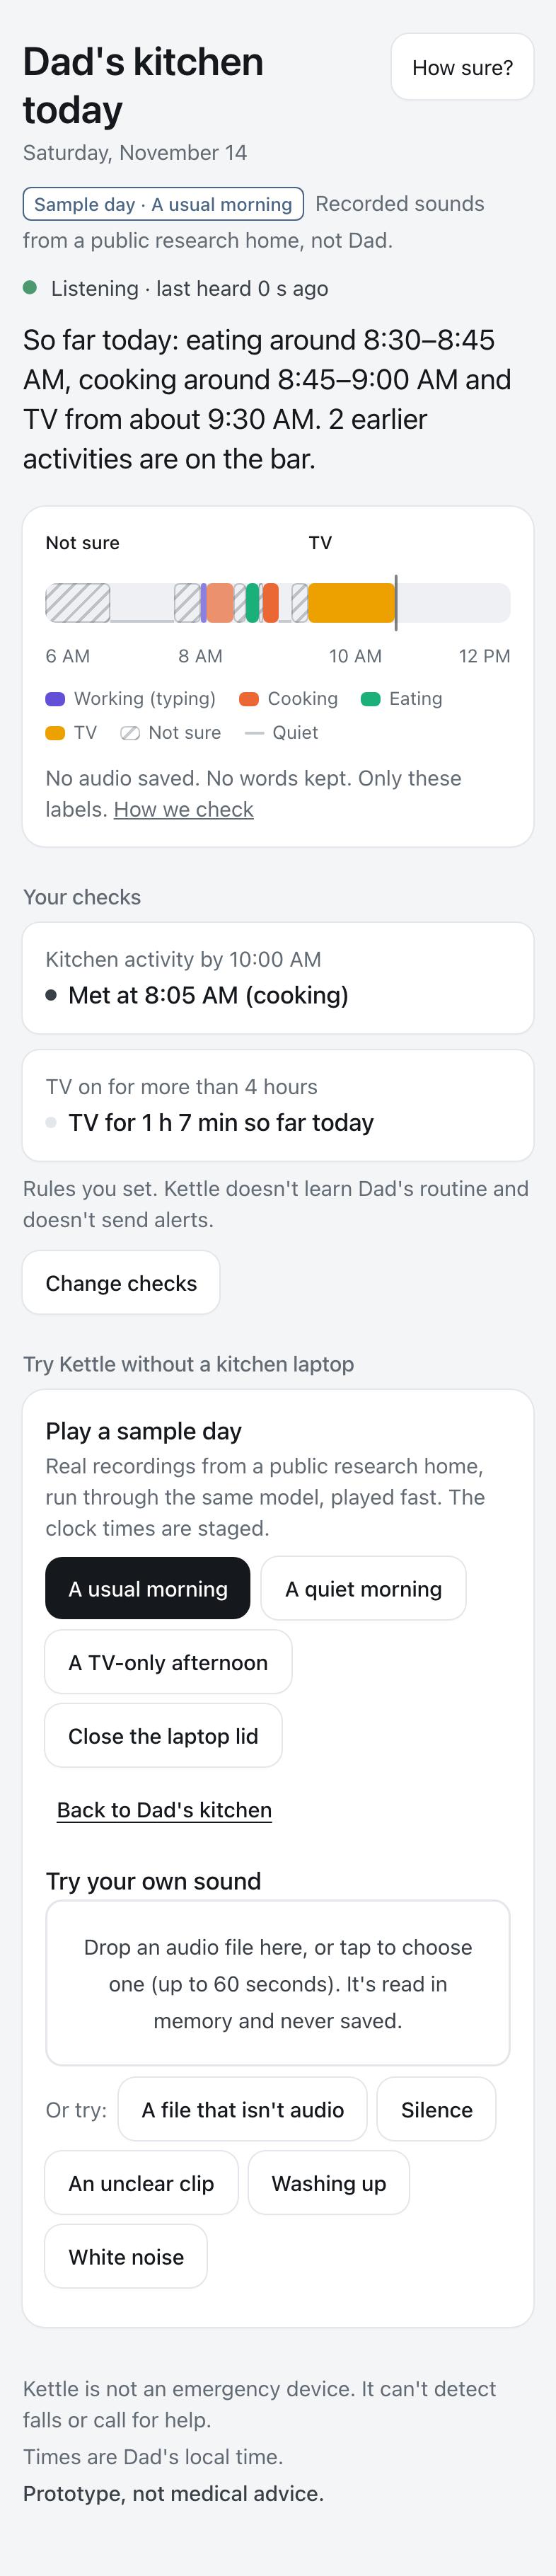 Dad's kitchen
today
How sure?
Saturday, November 14
Sample day · A usual morning Recorded sounds
from a public research home, not Dad.
Listening · last heard 0 s ago
So far today: eating around 8:30–8:45
AM, cooking around 8:45–9:00 AM and
TV from about 9:30 AM. 2 earlier
activities are on the bar.
Not sure TV
6 AM 8 AM 10 AM 12 PM
Working (typing) Cooking Eating
TV Not sure Quiet
No audio saved. No words kept. Only these
labels. How we check
Your checks
Kitchen activity by 10:00 AM
Met at 8:05 AM (cooking)
TV on for more than 4 hours
TV for 1 h 7 min so far today
Rules you set. Kettle doesn't learn Dad's routine and
doesn't send alerts.
Change checks
Try Kettle without a kitchen laptop
Play a sample day
Real recordings from a public research home,
run through the same model, played fast. The
clock times are staged.
A usual morning A quiet morning
A TV-only afternoon
Close the laptop lid
Back to Dad's kitchen
Try your own sound
Drop an audio file here, or tap to choose
one (up to 60 seconds). It's read in
memory and never saved.
Or try: A file that isn't audio Silence
An unclear clip Washing up
White noise
Kettle is not an emergency device. It can't detect
falls or call for help.
Times are Dad's local time.
Prototype, not medical advice.